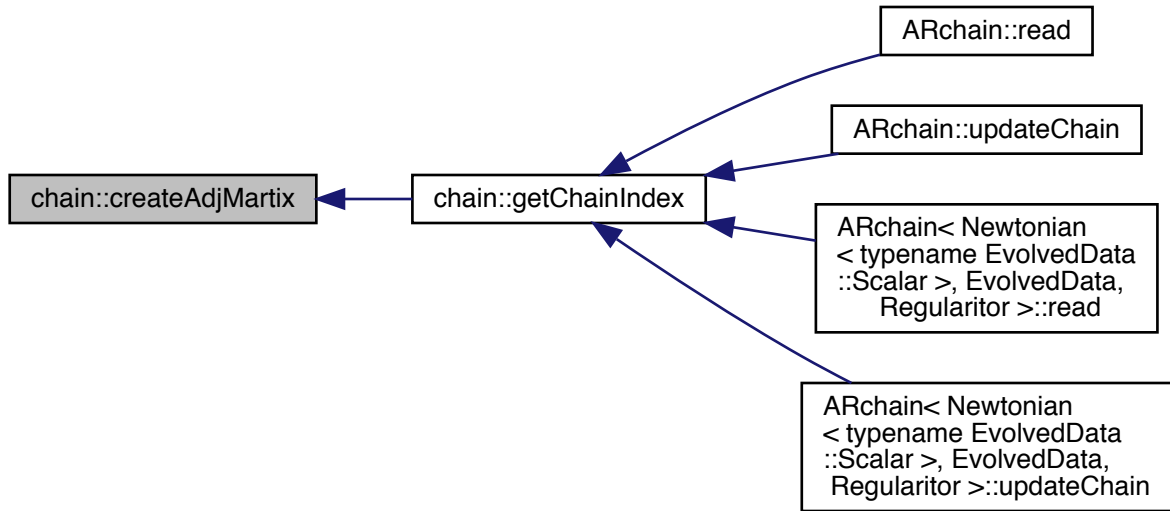 chain::createAdjMartix
chain::getChainIndex
ARchain::read
ARchain::updateChain
ARchain< Newtonian
< typename EvolvedData
::Scalar >, EvolvedData,
Regularitor >::read
ARchain< Newtonian
< typename EvolvedData
::Scalar >, EvolvedData,
Regularitor >::updateChain